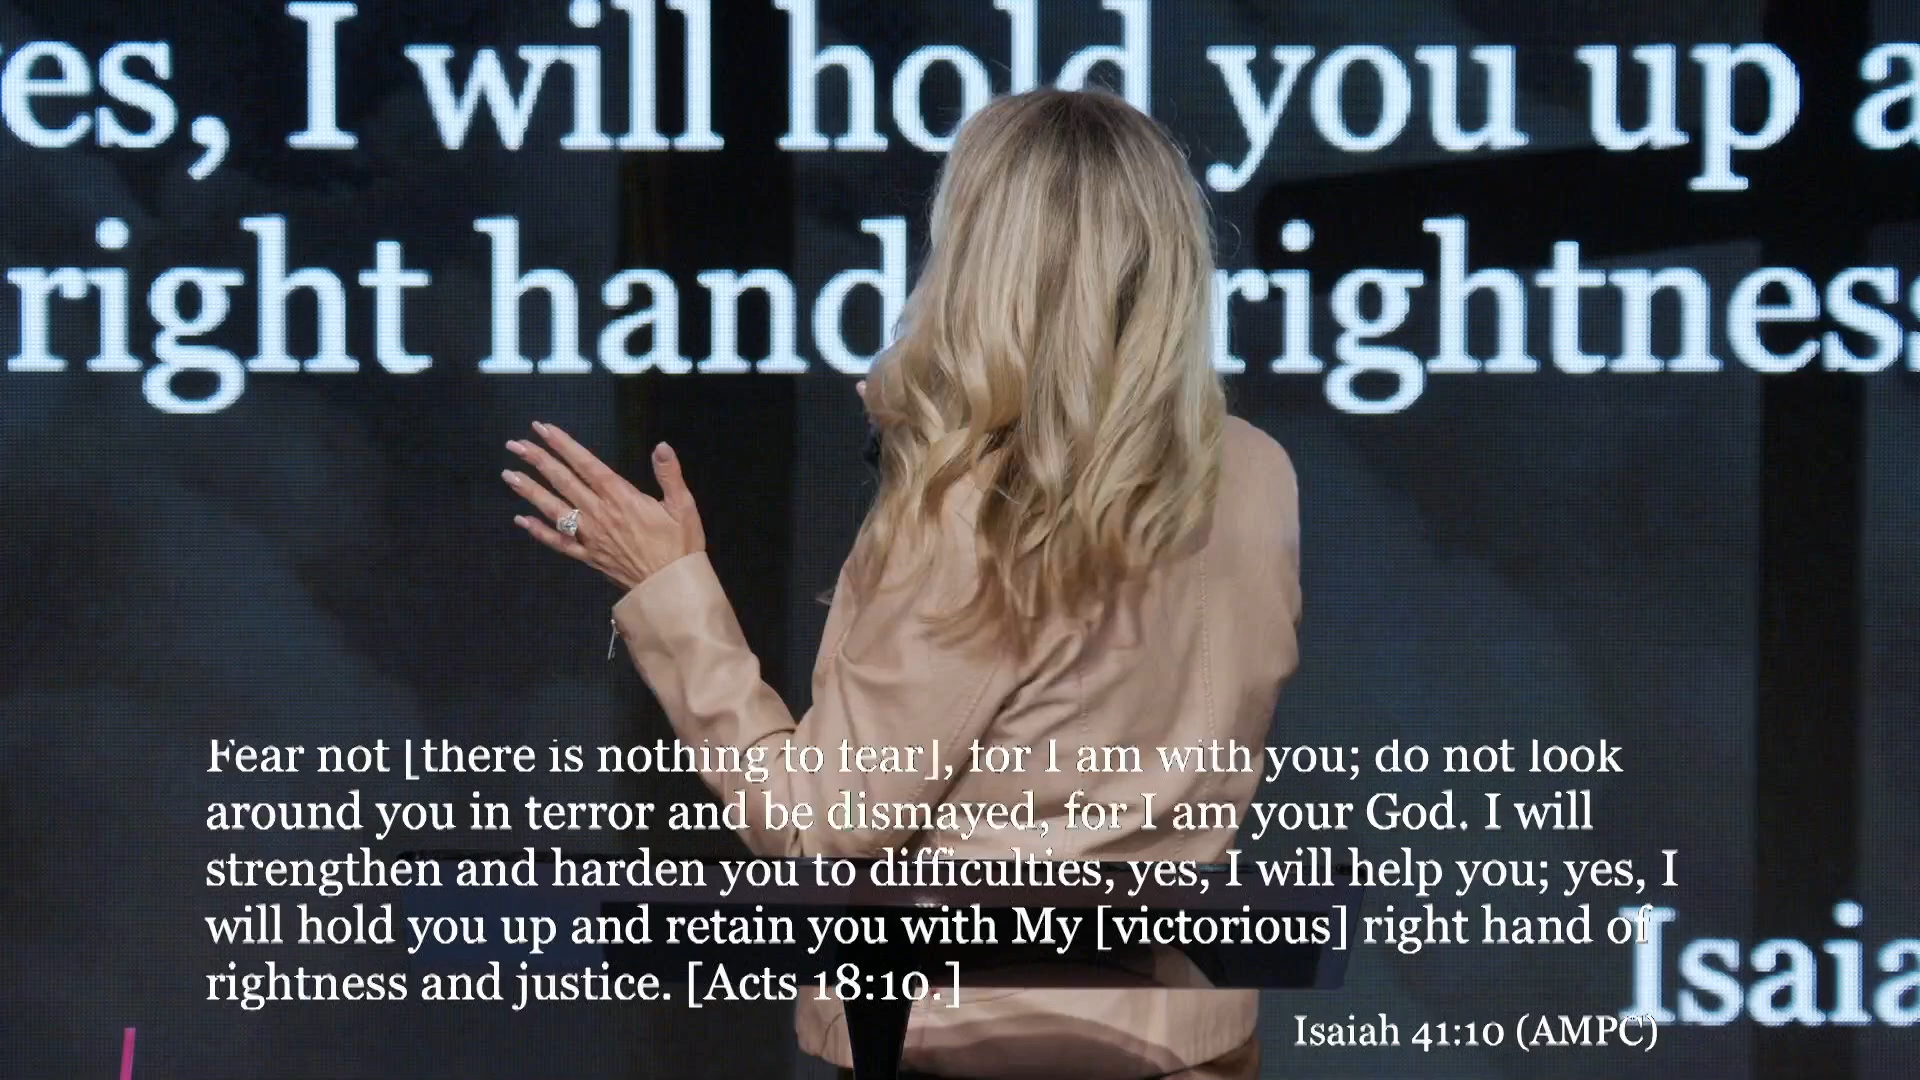 es, I will hold you up a
right hand rightness
Fear not [there is nothing to fear], for I am with you; do not look
around you in terror and be dismayed, for I am your God. I will
strengthen and harden you to difficulties, yes, I will help you; yes, I
will hold you up and retain you with My [victorious] right hand of
rightness and justice. [Acts 18:10.]
Isaia
Isaiah 41:10 (AMPC)